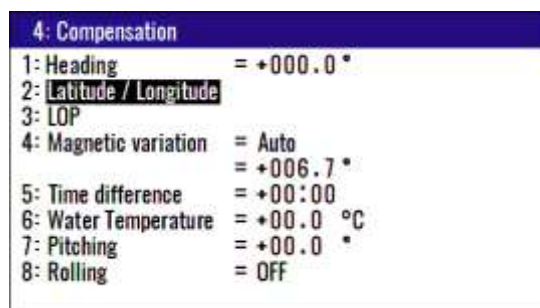 4: Compensation
1: Heading = +000.0°
2: Latitude / Longitude
3: LOP
4: Magnetic variation = Auto
= +006.7°
5: Time difference = +00:00
6: Water Temperature = +00.0 °C
7: Pitching = +00.0 °
8: Rolling = OFF